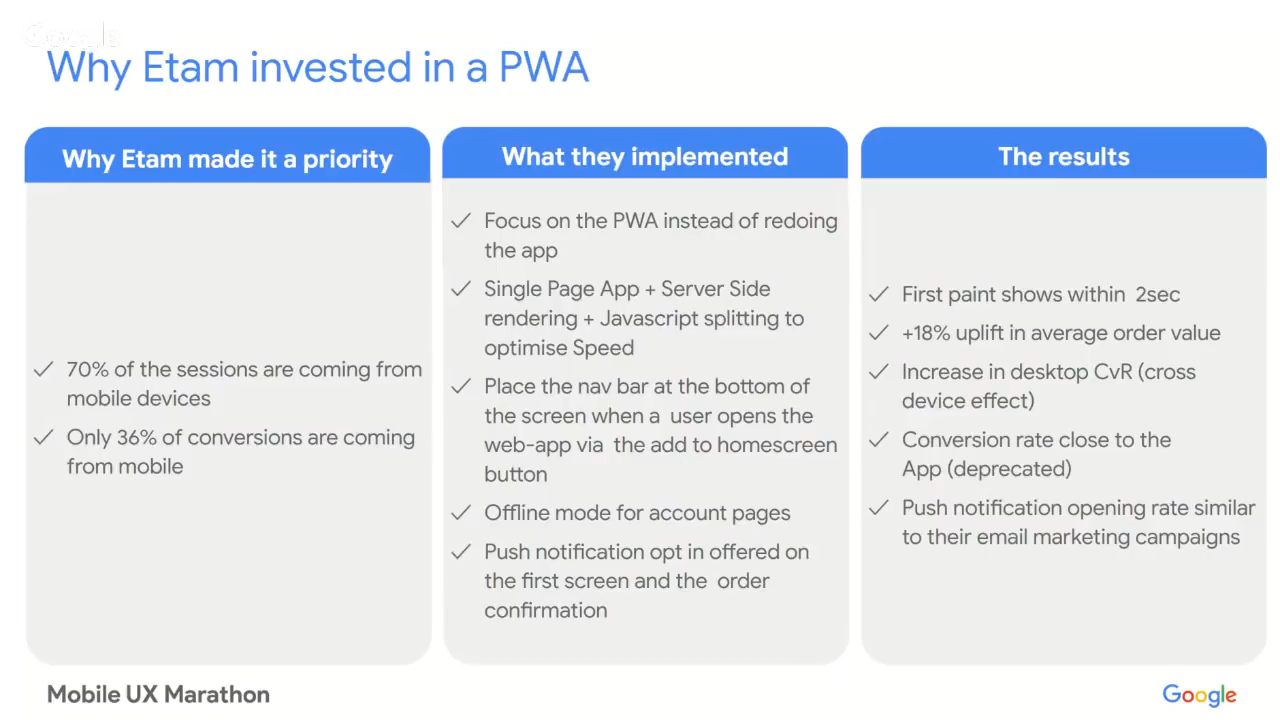 Google
Why Etam invested in a PWA
Why Etam made it a priority
70% of the sessions are coming from
mobile devices
Only 36% of conversions are coming
from mobile
What they implemented
Focus on the PWA instead of redoing
the app
Single Page App + Server Side
rendering + Javascript splitting to
optimise Speed
Place the nav bar at the bottom of
the screen when a user opens the
web-app via the add to homescreen
button
Offline mode for account pages
Push notification opt in offered on
the first screen and the order
confirmation
The results
First paint shows within 2sec
+18% uplift in average order value
Increase in desktop CvR (cross
device effect)
Conversion rate close to the
App (deprecated)
Push notification opening rate similar
to their email marketing campaigns
Mobile UX Marathon
Google